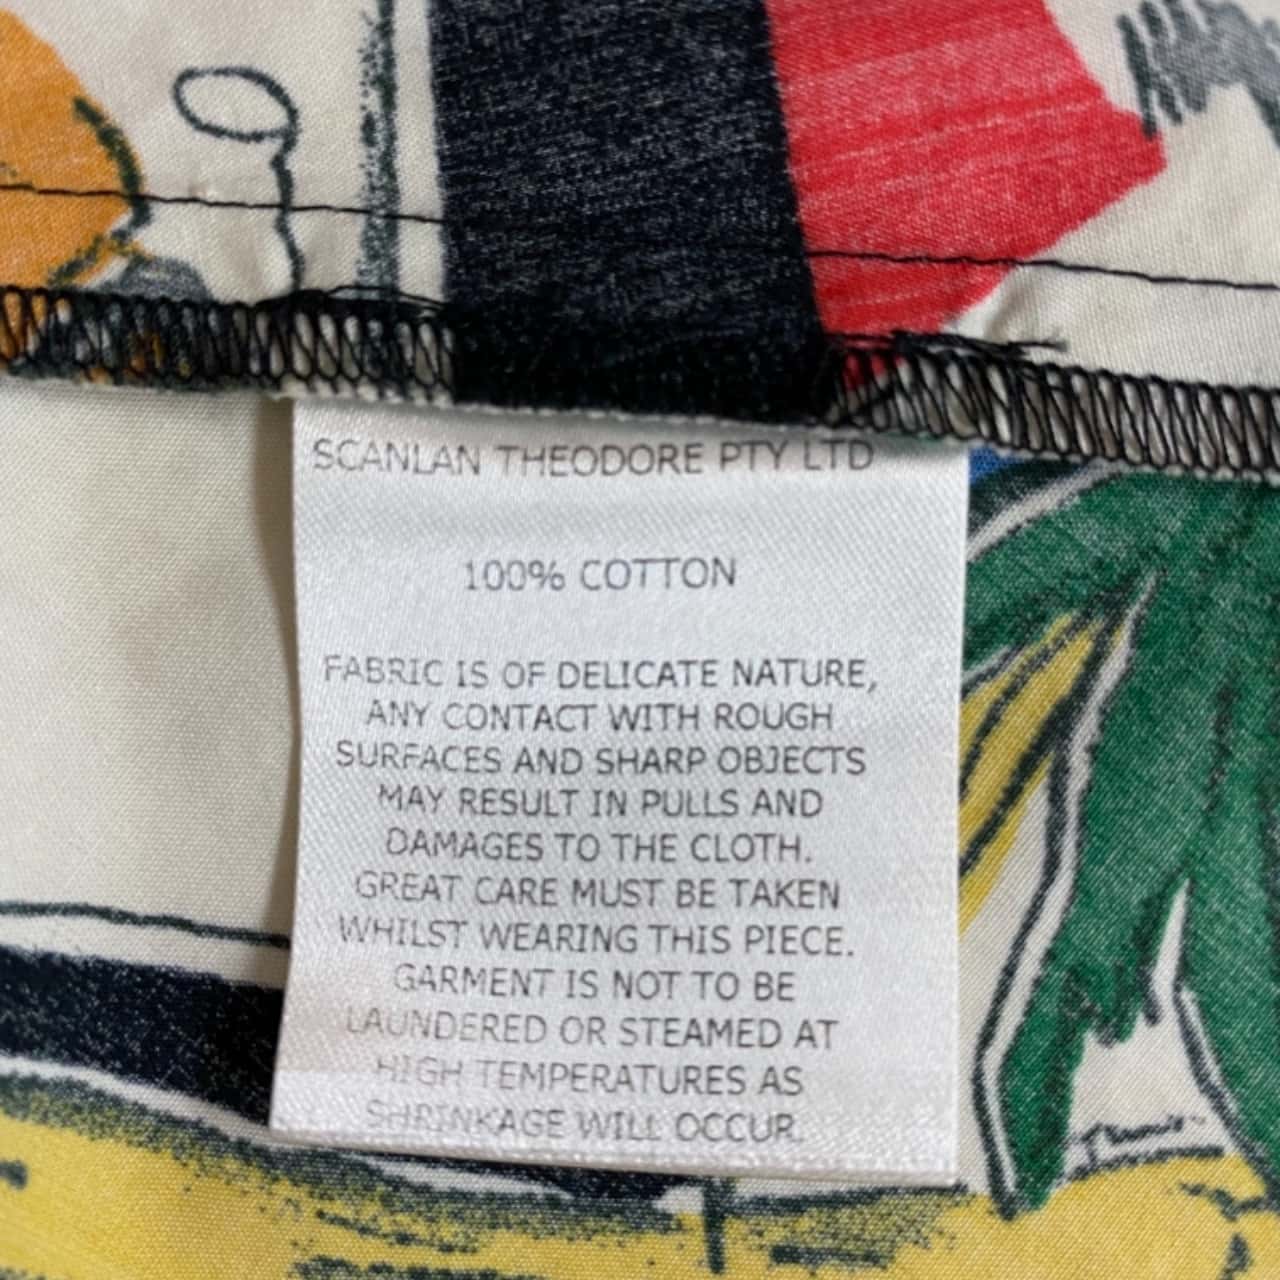 SCANLAN THEODORE PTY LTD
100% COTTON
FABRIC IS OF DELICATE NATURE,
ANY CONTACT WITH ROUGH
SURFACES AND SHARP OBJECTS
MAY RESULT IN PULLS AND
DAMAGES TO THE CLOTH.
GREAT CARE MUST BE TAKEN
WHILST WEARING THIS PIECE.
GARMENT IS NOT TO BE
LAUNDERED OR STEAMED AT
HIGH TEMPERATURES AS
SHRINKAGE WILL OCCUR.